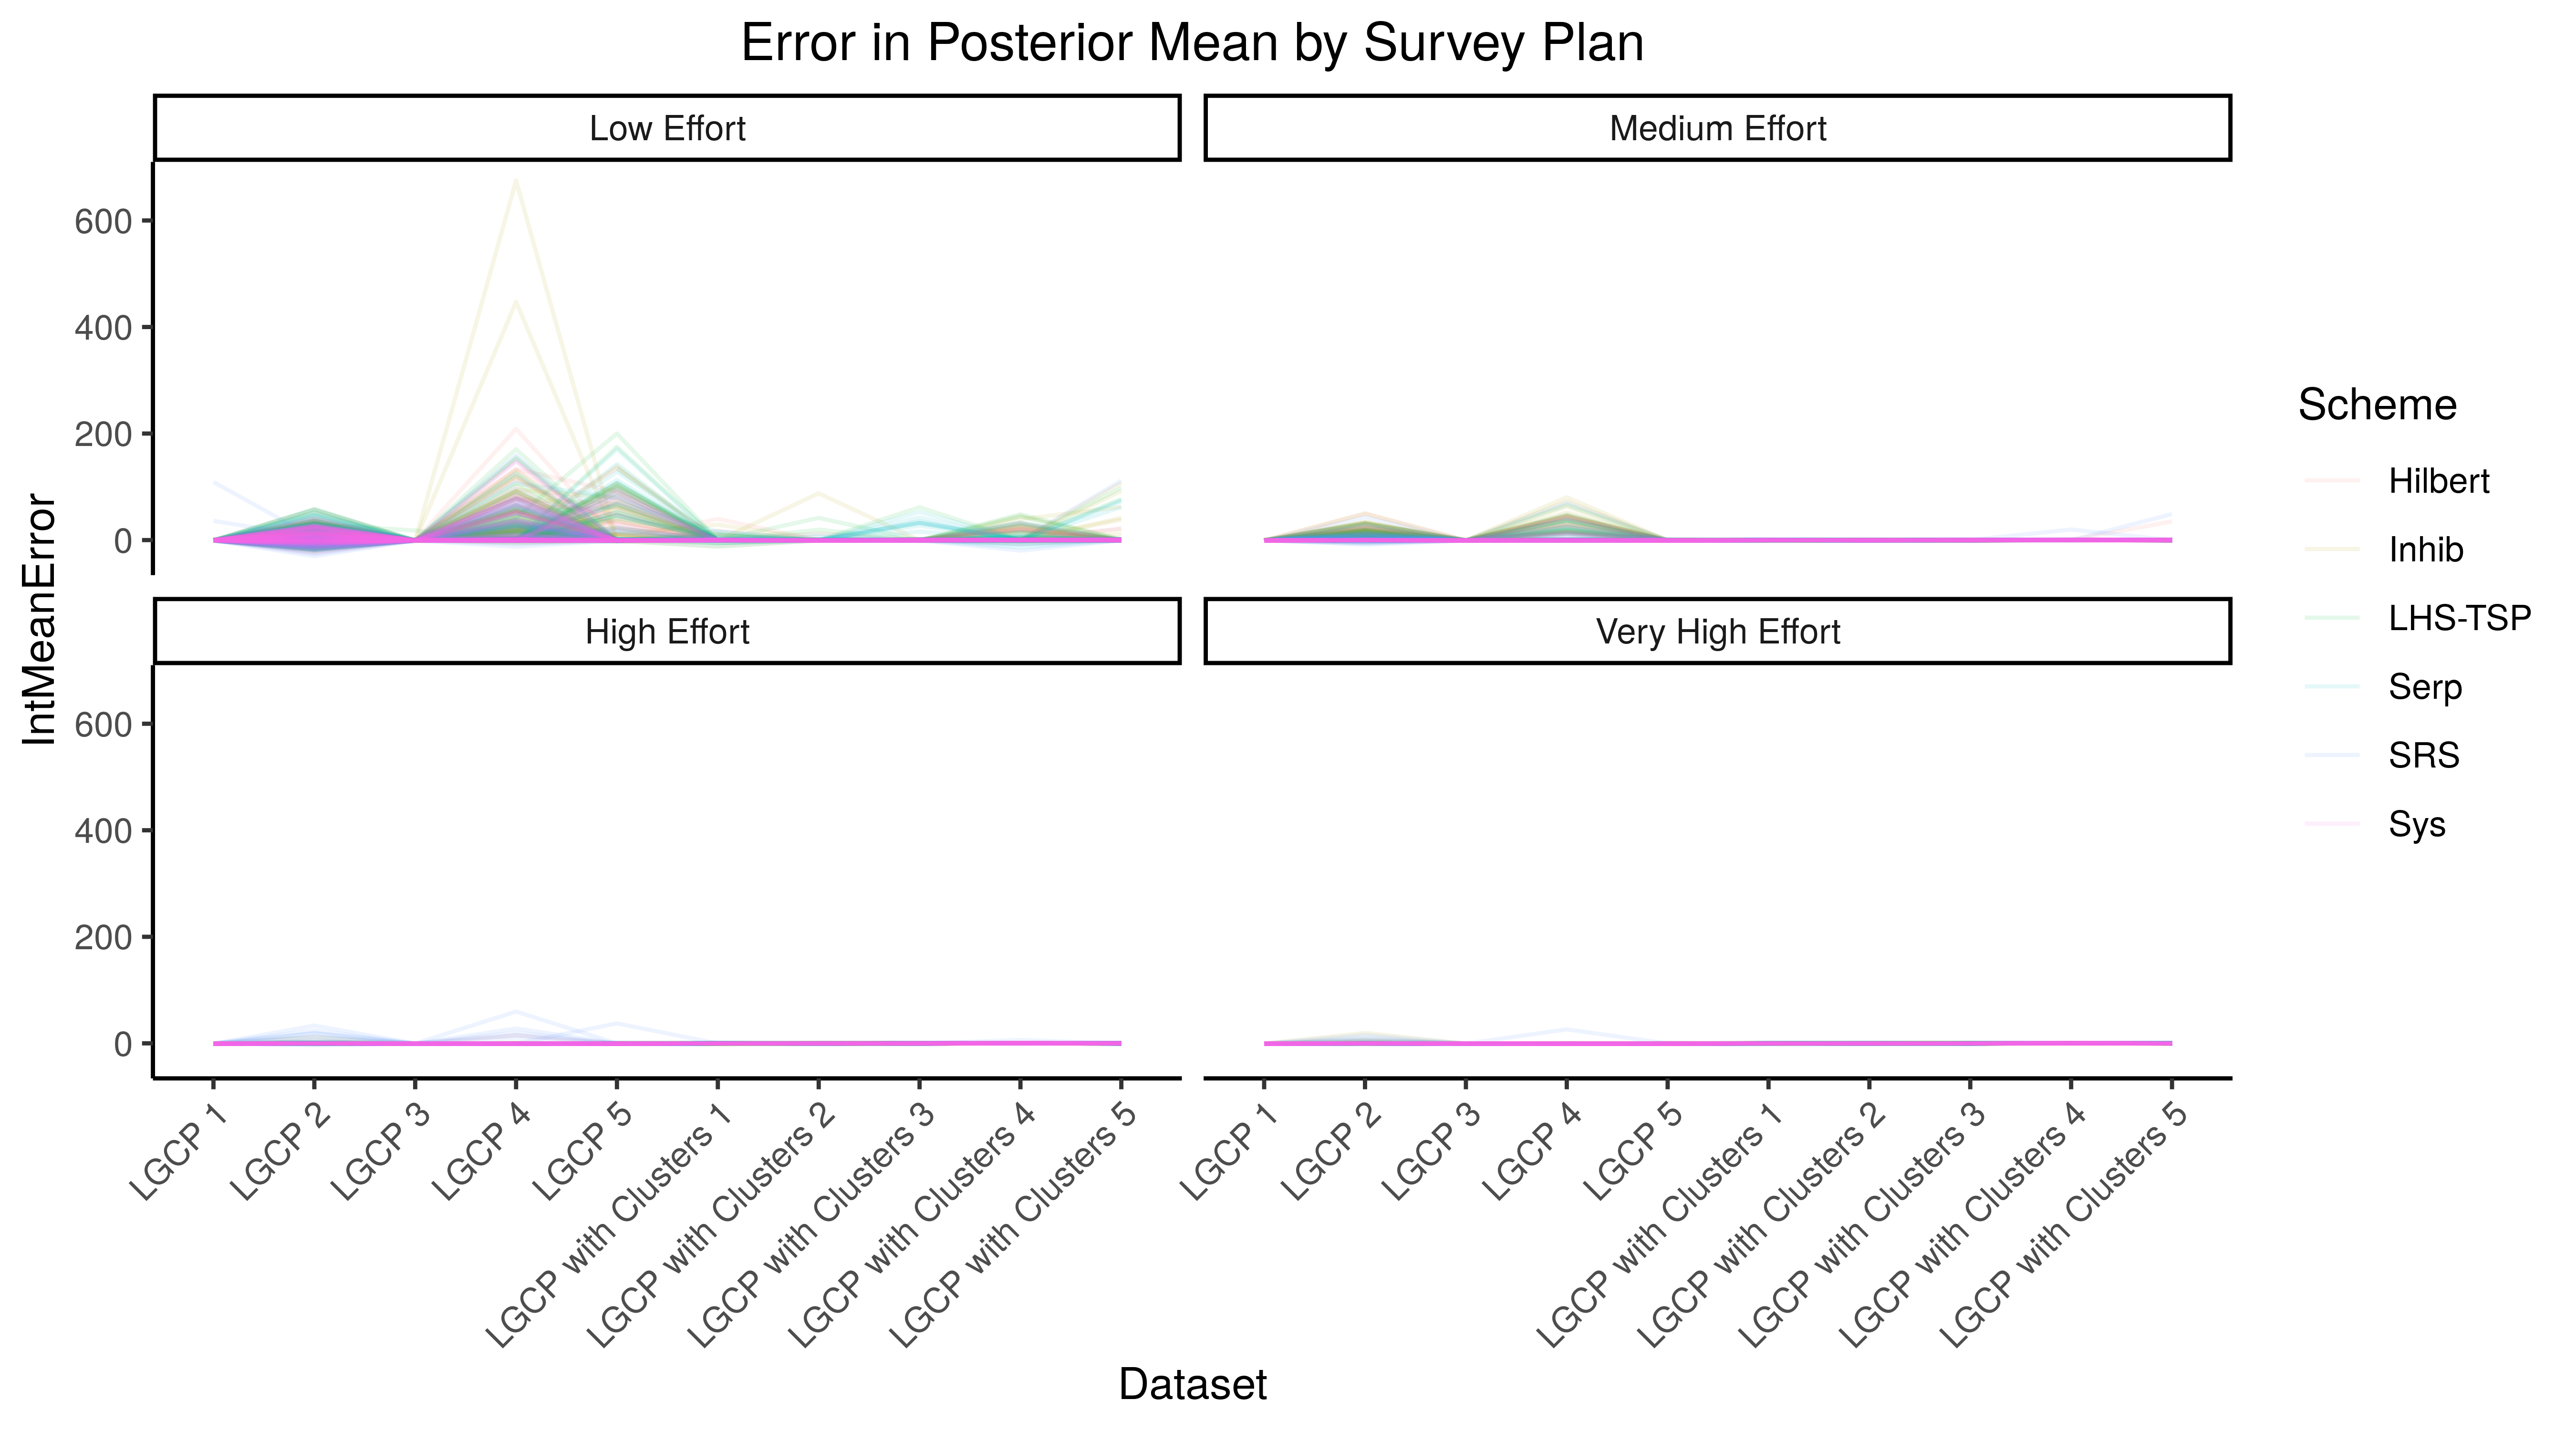 Error in Posterior Mean by Survey Plan
Low Effort
Medium Effort
600
400
200
0
High Effort
Very High Effort
600
400
200
0
IntMeanError
LGCP 1
LGCP 2
LGCP 3
LGCP 4
LGCP 5
LGCP with Clusters 1
LGCP with Clusters 2
LGCP with Clusters 3
LGCP with Clusters 4
LGCP with Clusters 5
LGCP 1
LGCP 2
LGCP 3
LGCP 4
LGCP 5
LGCP with Clusters 1
LGCP with Clusters 2
LGCP with Clusters 3
LGCP with Clusters 4
LGCP with Clusters 5
Dataset
Scheme
Hilbert
Inhib
LHS-TSP
Serp
SRS
Sys